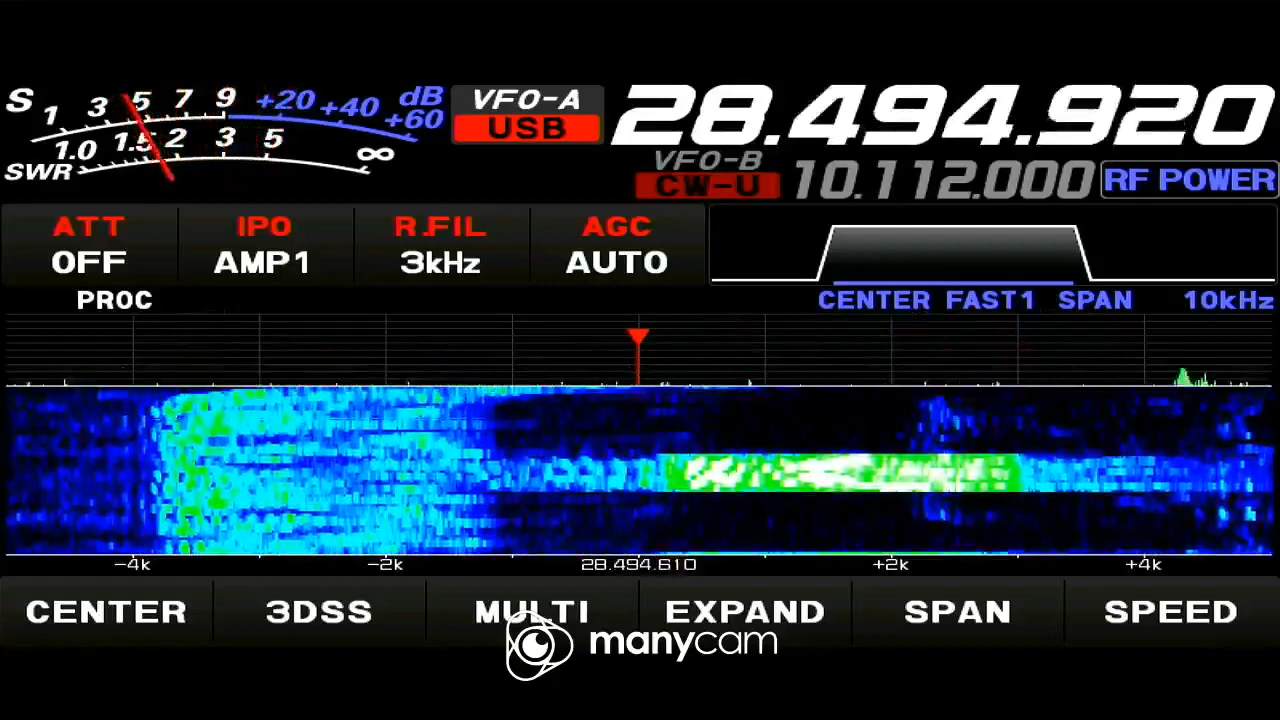 S 1 3 5 7 9 +20 +40 +60 dB
1.0 1.5 2 3 5 ∞
SWR
VFO-A
USB
28.494.920
VFO-B
CW-U
10.112.000
RF POWER
ATT IPO R.FIL AGC
OFF AMP1 3kHz AUTO
PROC
CENTER FAST1 SPAN 10kHz
-4k -2k 28.494.610 +2k +4k
CENTER 3DSS MULTI EXPAND SPAN SPEED
manycam